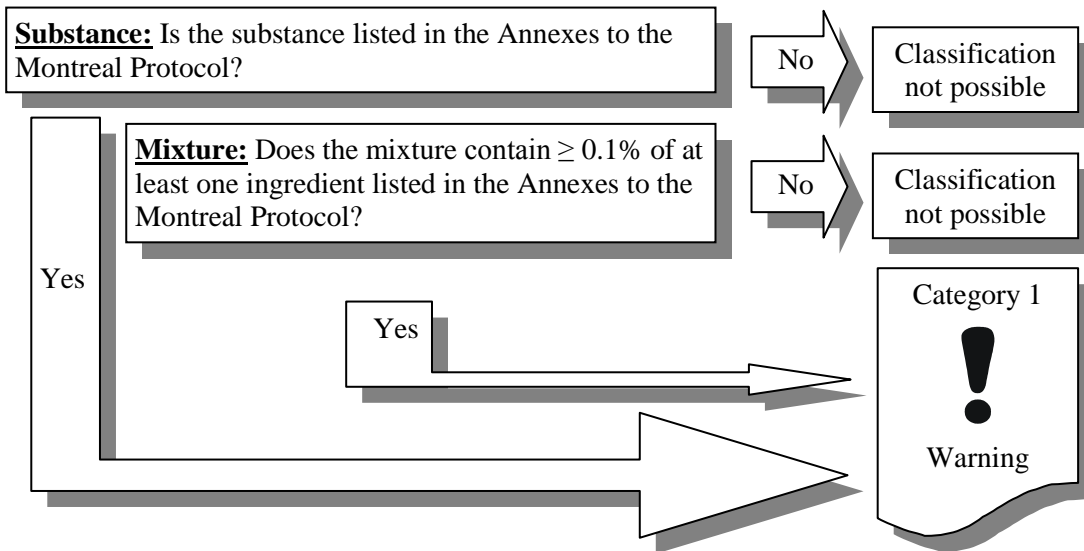 Substance: Is the substance listed in the Annexes to the
Montreal Protocol?
No
Classification
not possible
Mixture: Does the mixture contain ≥ 0.1% of at
least one ingredient listed in the Annexes to the
Montreal Protocol?
No
Classification
not possible
Yes
Yes
Category 1
!
Warning